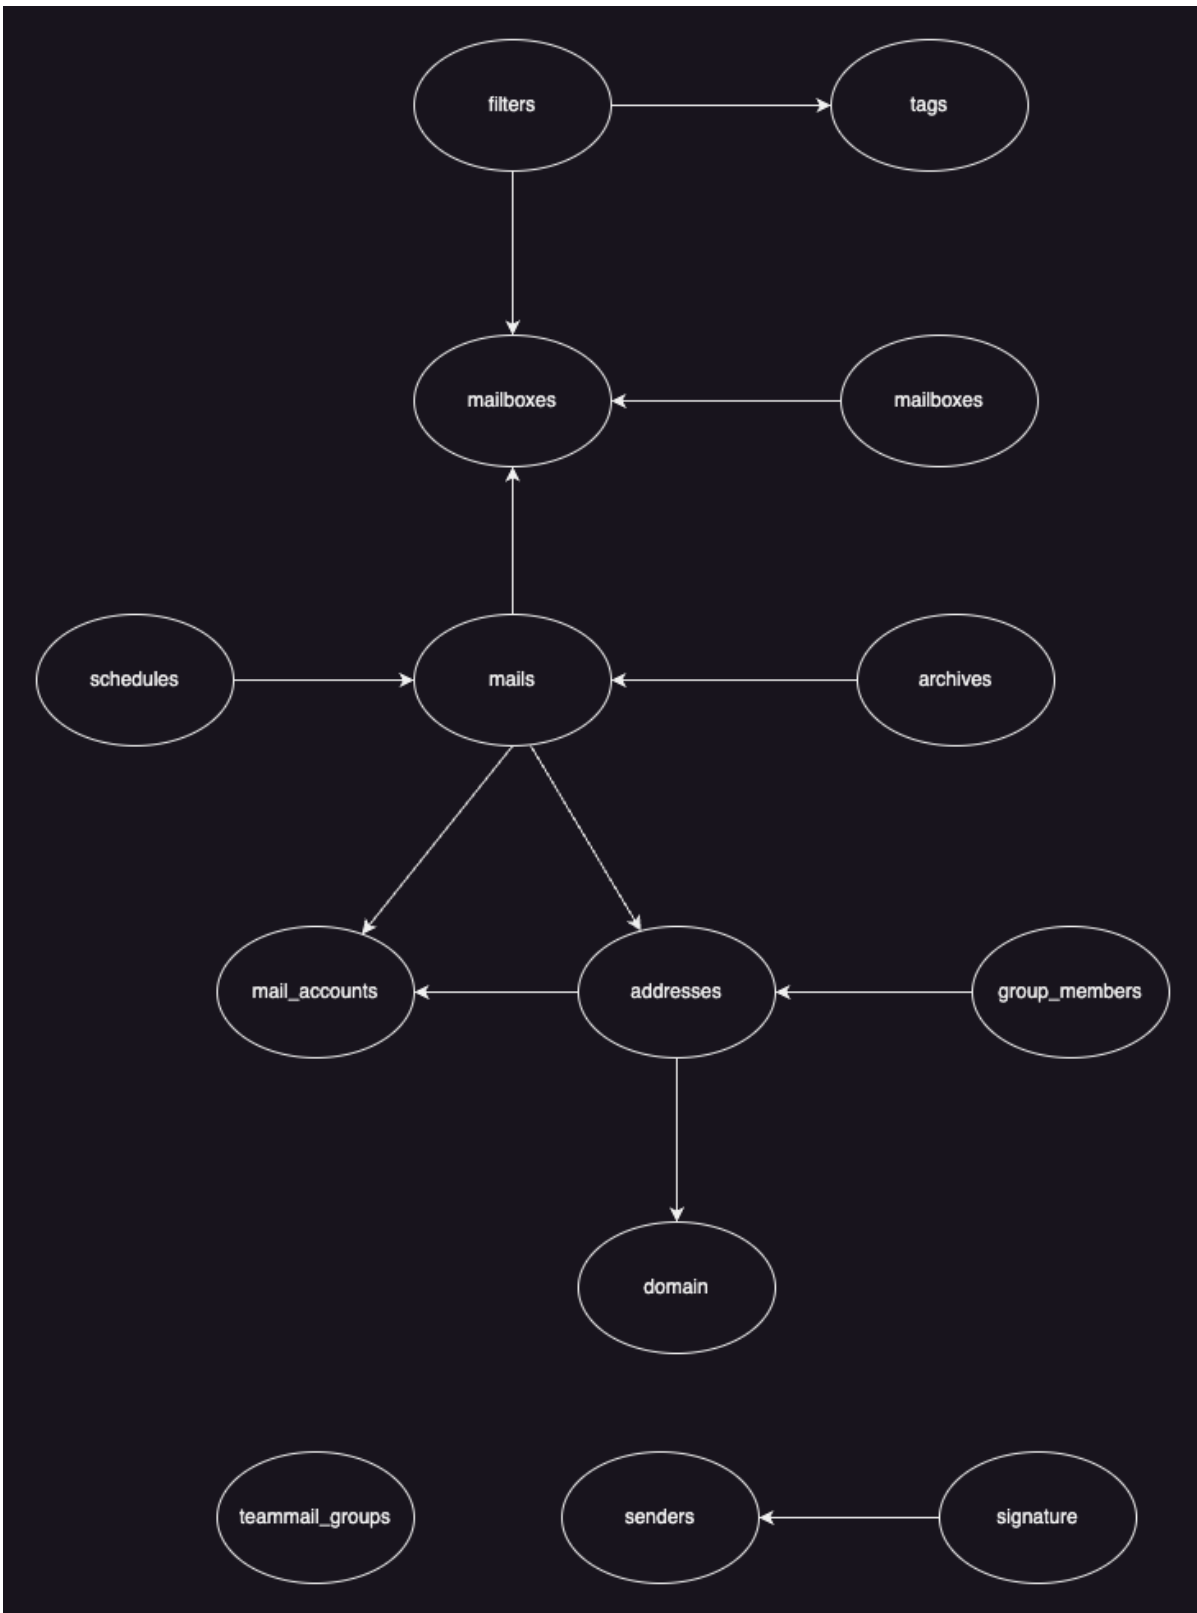 filters
tags
mailboxes
mailboxes
schedules
mails
archives
mail_accounts
addresses
group_members
domain
teammail_groups
senders
signature